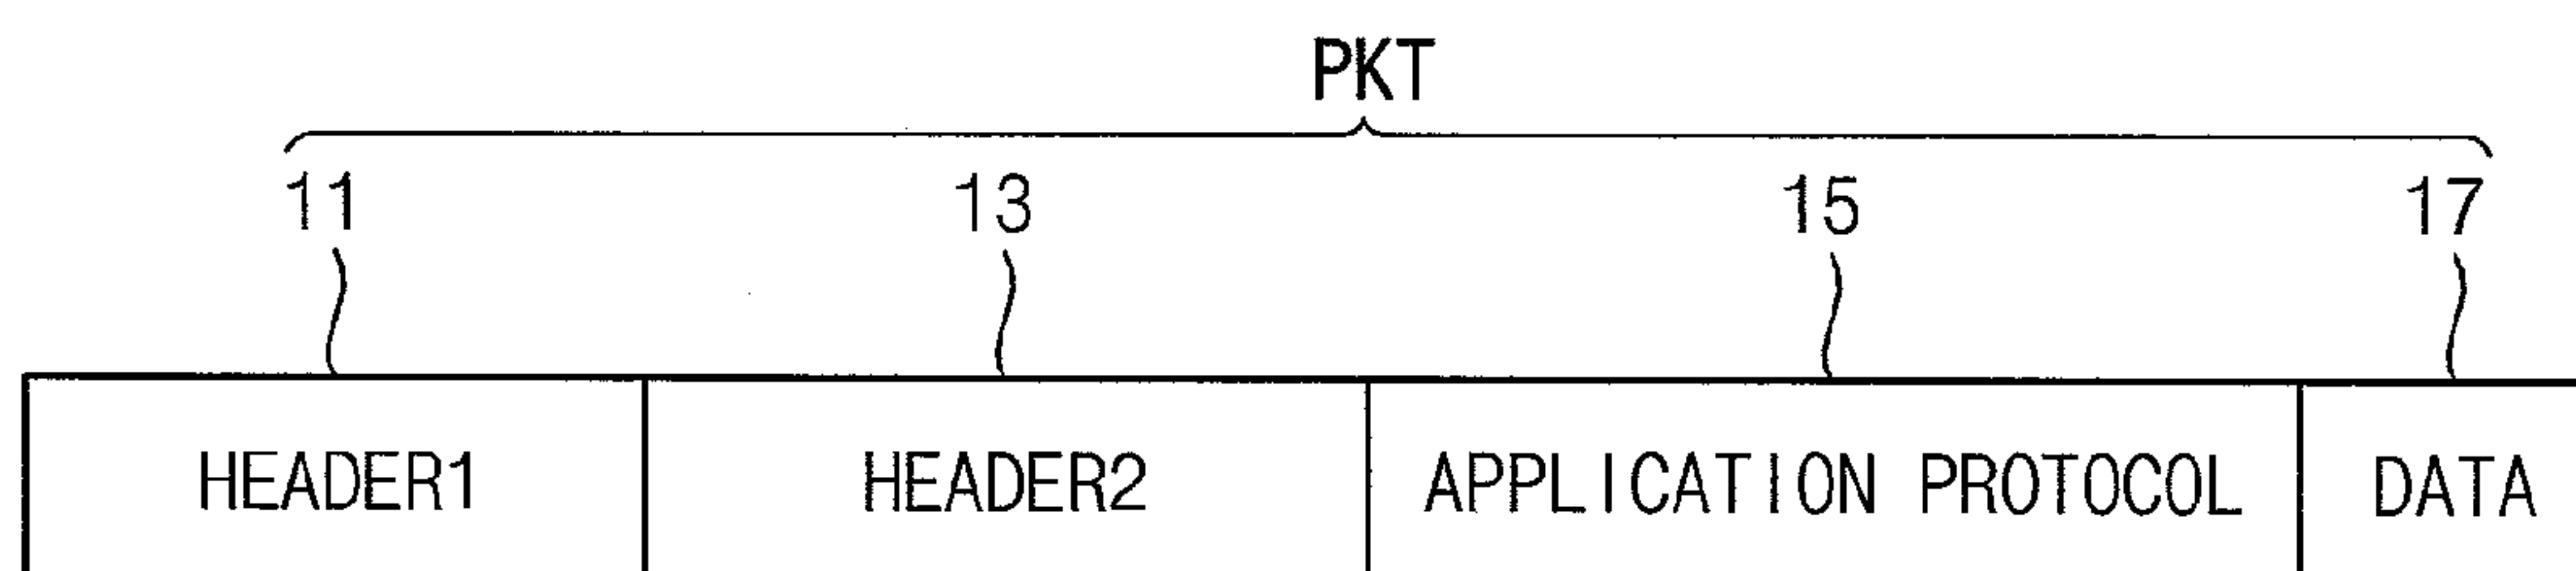 PKT
11 13 15 17
HEADER1 HEADER2 APPLICATION PROTOCOL DATA